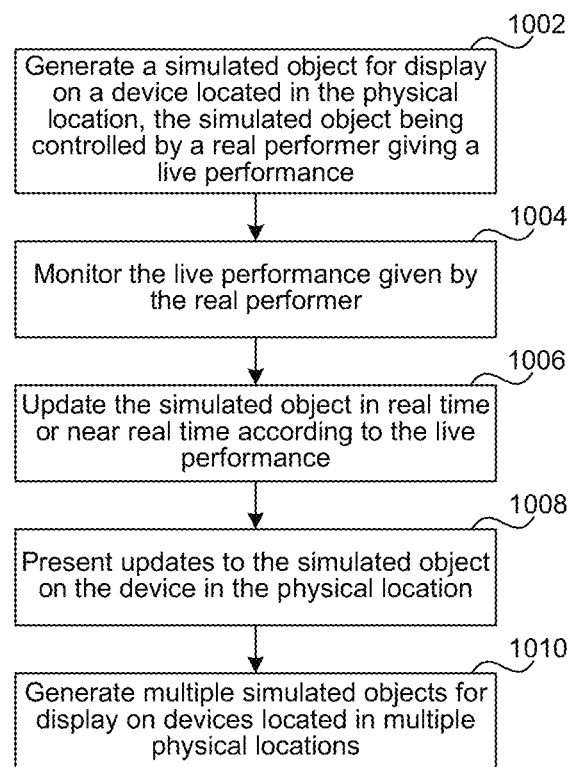 1002
Generate a simulated object for display
on a device located in the physical
location, the simulated object being
controlled by a real performer giving a
live performance
1004
Monitor the live performance given by
the real performer
1006
Update the simulated object in real time
or near real time according to the live
performance
1008
Present updates to the simulated object
on the device in the physical location
1010
Generate multiple simulated objects for
display on devices located in multiple
physical locations